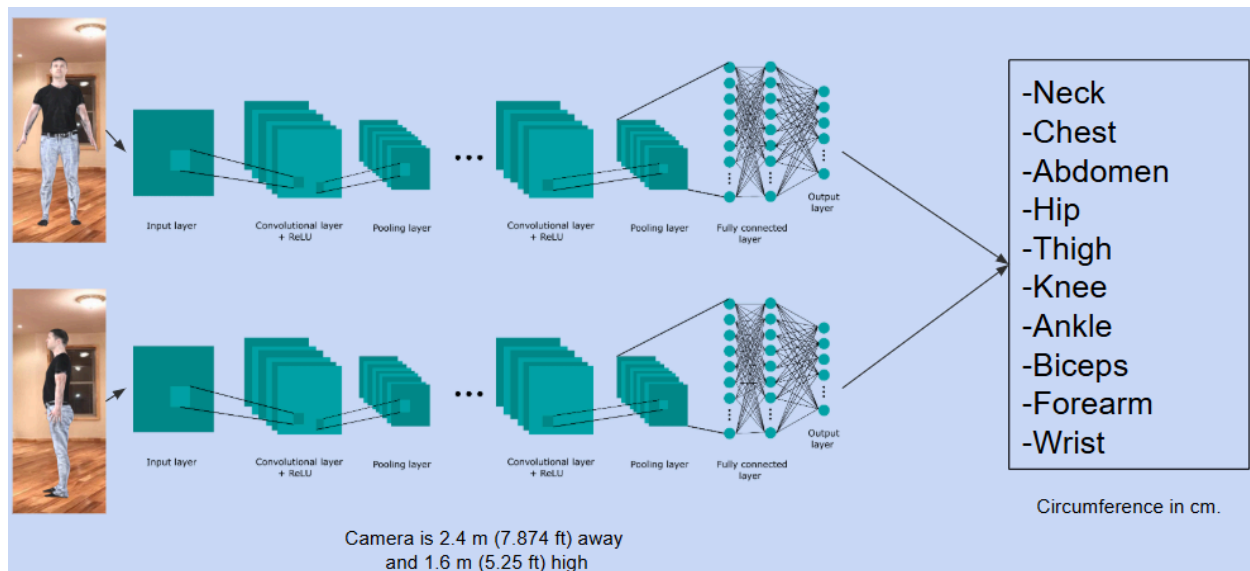 Input layer
Convolutional layer
+ ReLU
Pooling layer
Convolutional layer
+ ReLU
Pooling layer
Fully connected
layer
Output
layer
Input layer
Convolutional layer
+ ReLU
Pooling layer
Convolutional layer
+ ReLU
Pooling layer
Fully connected
layer
Output
layer
-Neck
-Chest
-Abdomen
-Hip
-Thigh
-Knee
-Ankle
-Biceps
-Forearm
-Wrist
Circumference in cm.
Camera is 2.4 m (7.874 ft) away
and 1.6 m (5.25 ft) high